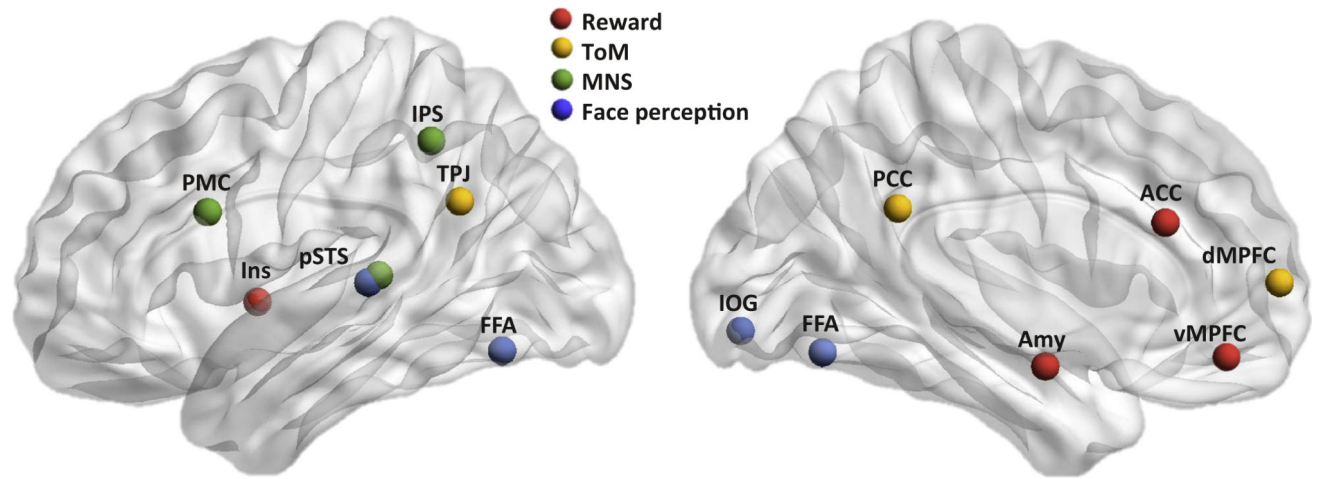 Reward
ToM
MNS
Face perception
IPS
TPJ
PMC
pSTS
Ins
FFA
PCC
ACC
dMPFC
IOG
FFA
Amy
vMPFC